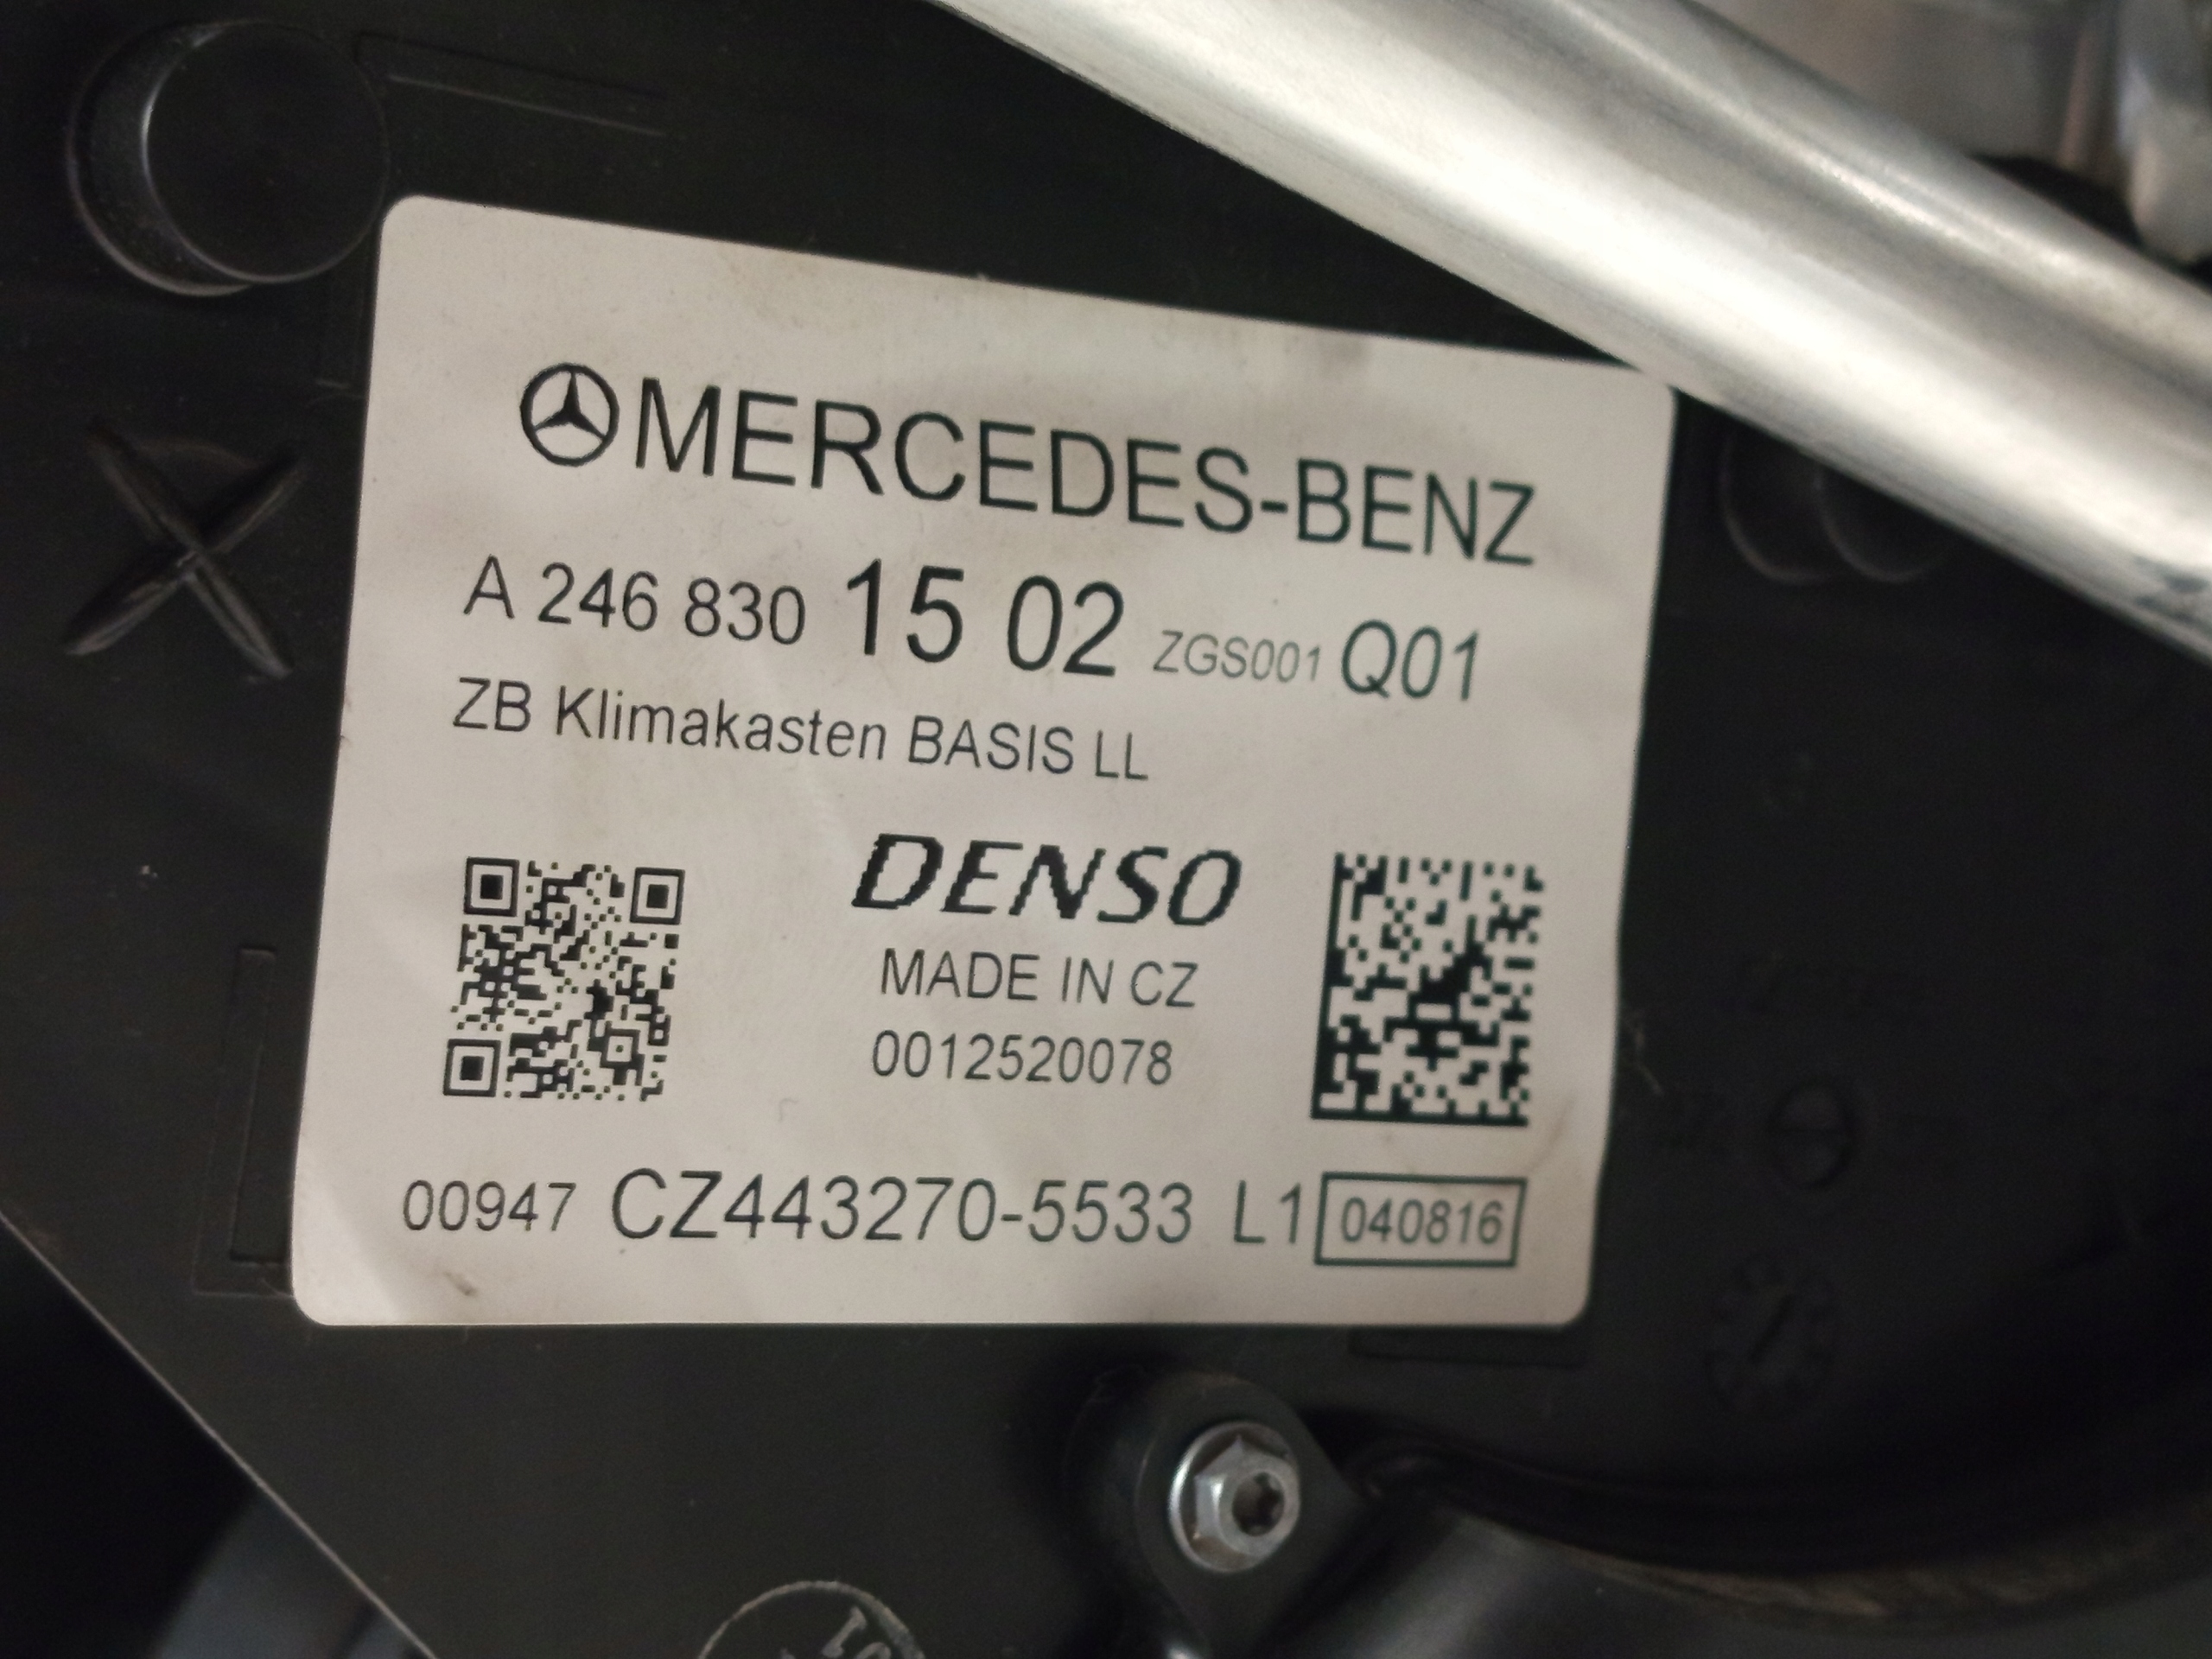 MERCEDES-BENZ
A 246 830 15 02 ZGS001 Q01
ZB Klimakasten BASIS LL
DENSO
MADE IN CZ
0012520078
00947 CZ443270-5533 L1 040816